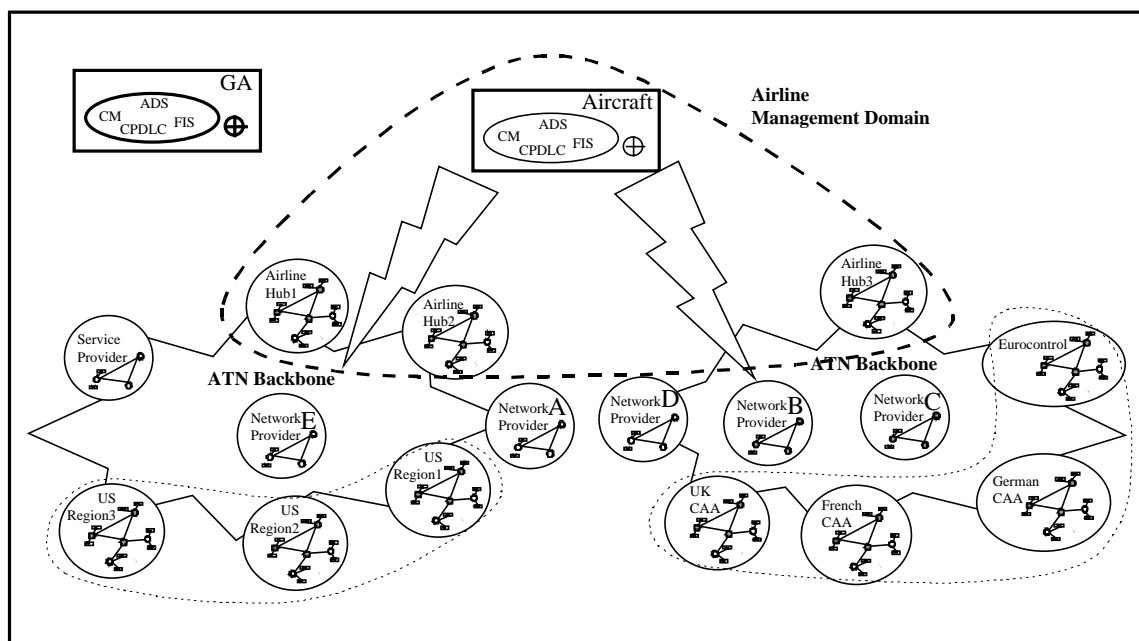 GA
ADS
CM
FIS
CPDLC
Aircraft
ADS
CM
FIS
CPDLC
Airline
Management Domain
Airline
Hub1
Airline
Hub2
Airline
Hub3
Service
Provider
Eurocontrol
ATN Backbone
ATN Backbone
Network E
Provider
Network A
Provider
Network D
Provider
Network B
Provider
Network C
Provider
US
Region3
US
Region2
US
Region1
UK
CAA
French
CAA
German
CAA